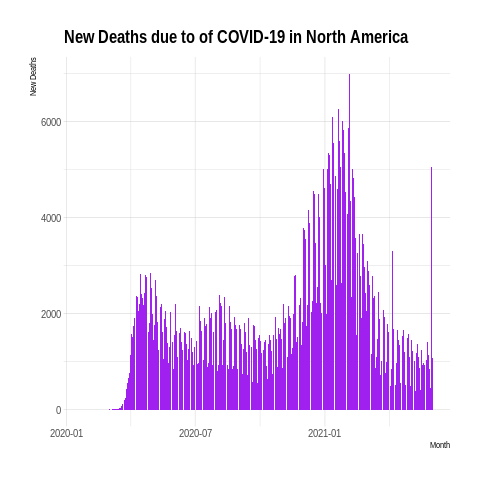 New Deaths due to of COVID-19 in North America
New Deaths
6000
4000
2000
0
2020-01
2020-07
2021-01
Month